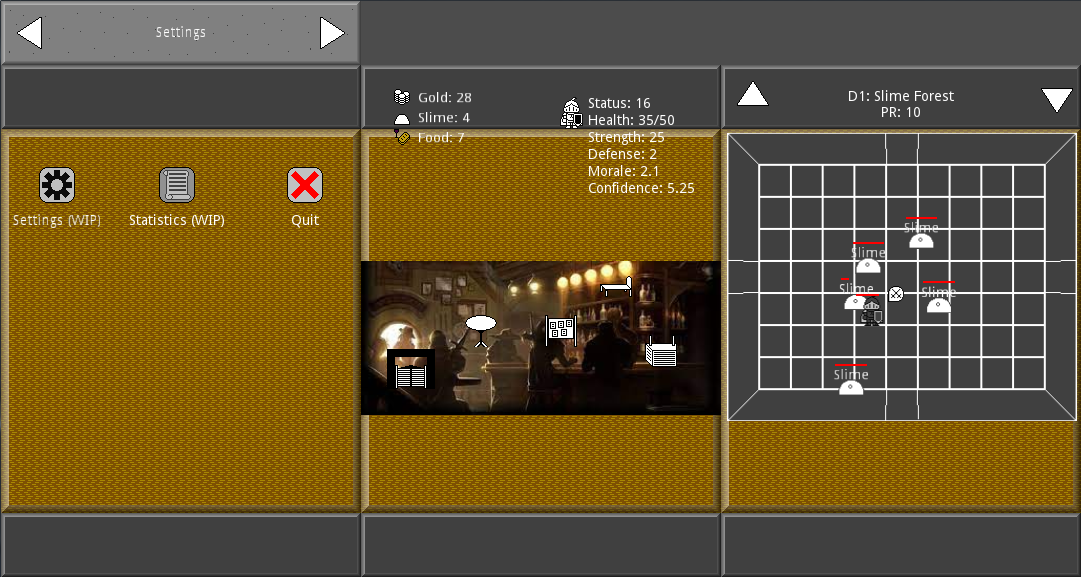 Settings
Settings (WIP)
Statistics (WIP)
Quit
Gold: 28
Slime: 4
Food: 7
Status: 16
Health: 35/50
Strength: 25
Defense: 2
Morale: 2.1
Confidence: 5.25
D1: Slime Forest
PR: 10
Slime
Slime
Slime
Slime
Slime